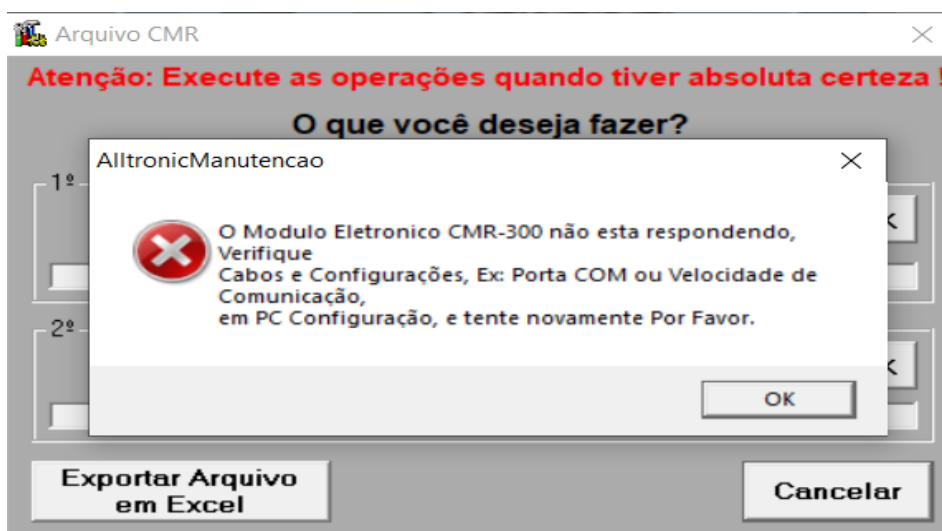 Arquivo CMR
Atenção: Execute as operações quando tiver absoluta certeza !
O que você deseja fazer?
AlltronicManutencao
1º
O Modulo Eletronico CMR-300 não esta respondendo,
Verifique
Cabos e Configurações, Ex: Porta COM ou Velocidade de
Comunicação,
em PC Configuração, e tente novamente Por Favor.
2º
OK
Exportar Arquivo
em Excel
Cancelar